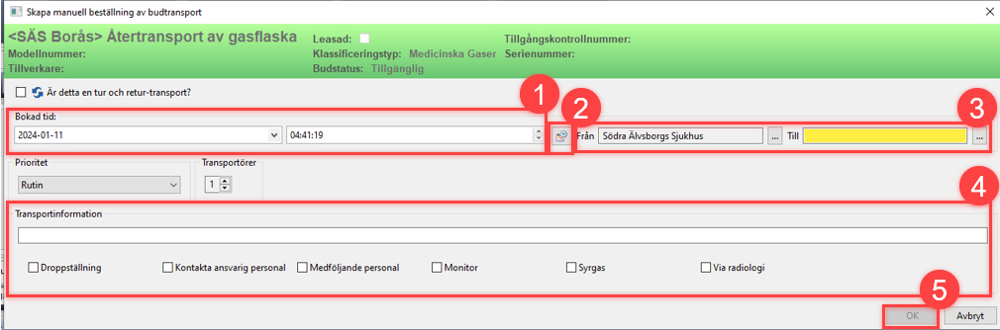 Skapa manuell beställning av budtransport
<SÄS Borås> Återtransport av gasflaska
Leasad:
Tillgångskontrollnummer:
Modellnummer:
Klassificeringstyp: Medicinska Gaser
Serienummer:
Tillverkare:
Budstatus: Tillgänglig
Är detta en tur och retur-transport?
1
2
3
Bokad tid:
2024-01-11
04:41:19
Från
Södra Älvsborgs Sjukhus
...
Till
...
Prioritet
Transportörer
Rutin
1
4
Transportinformation
Droppställning
Kontakta ansvarig personal
Medföljande personal
Monitor
Syrgas
Via radiologi
5
OK
Avbryt